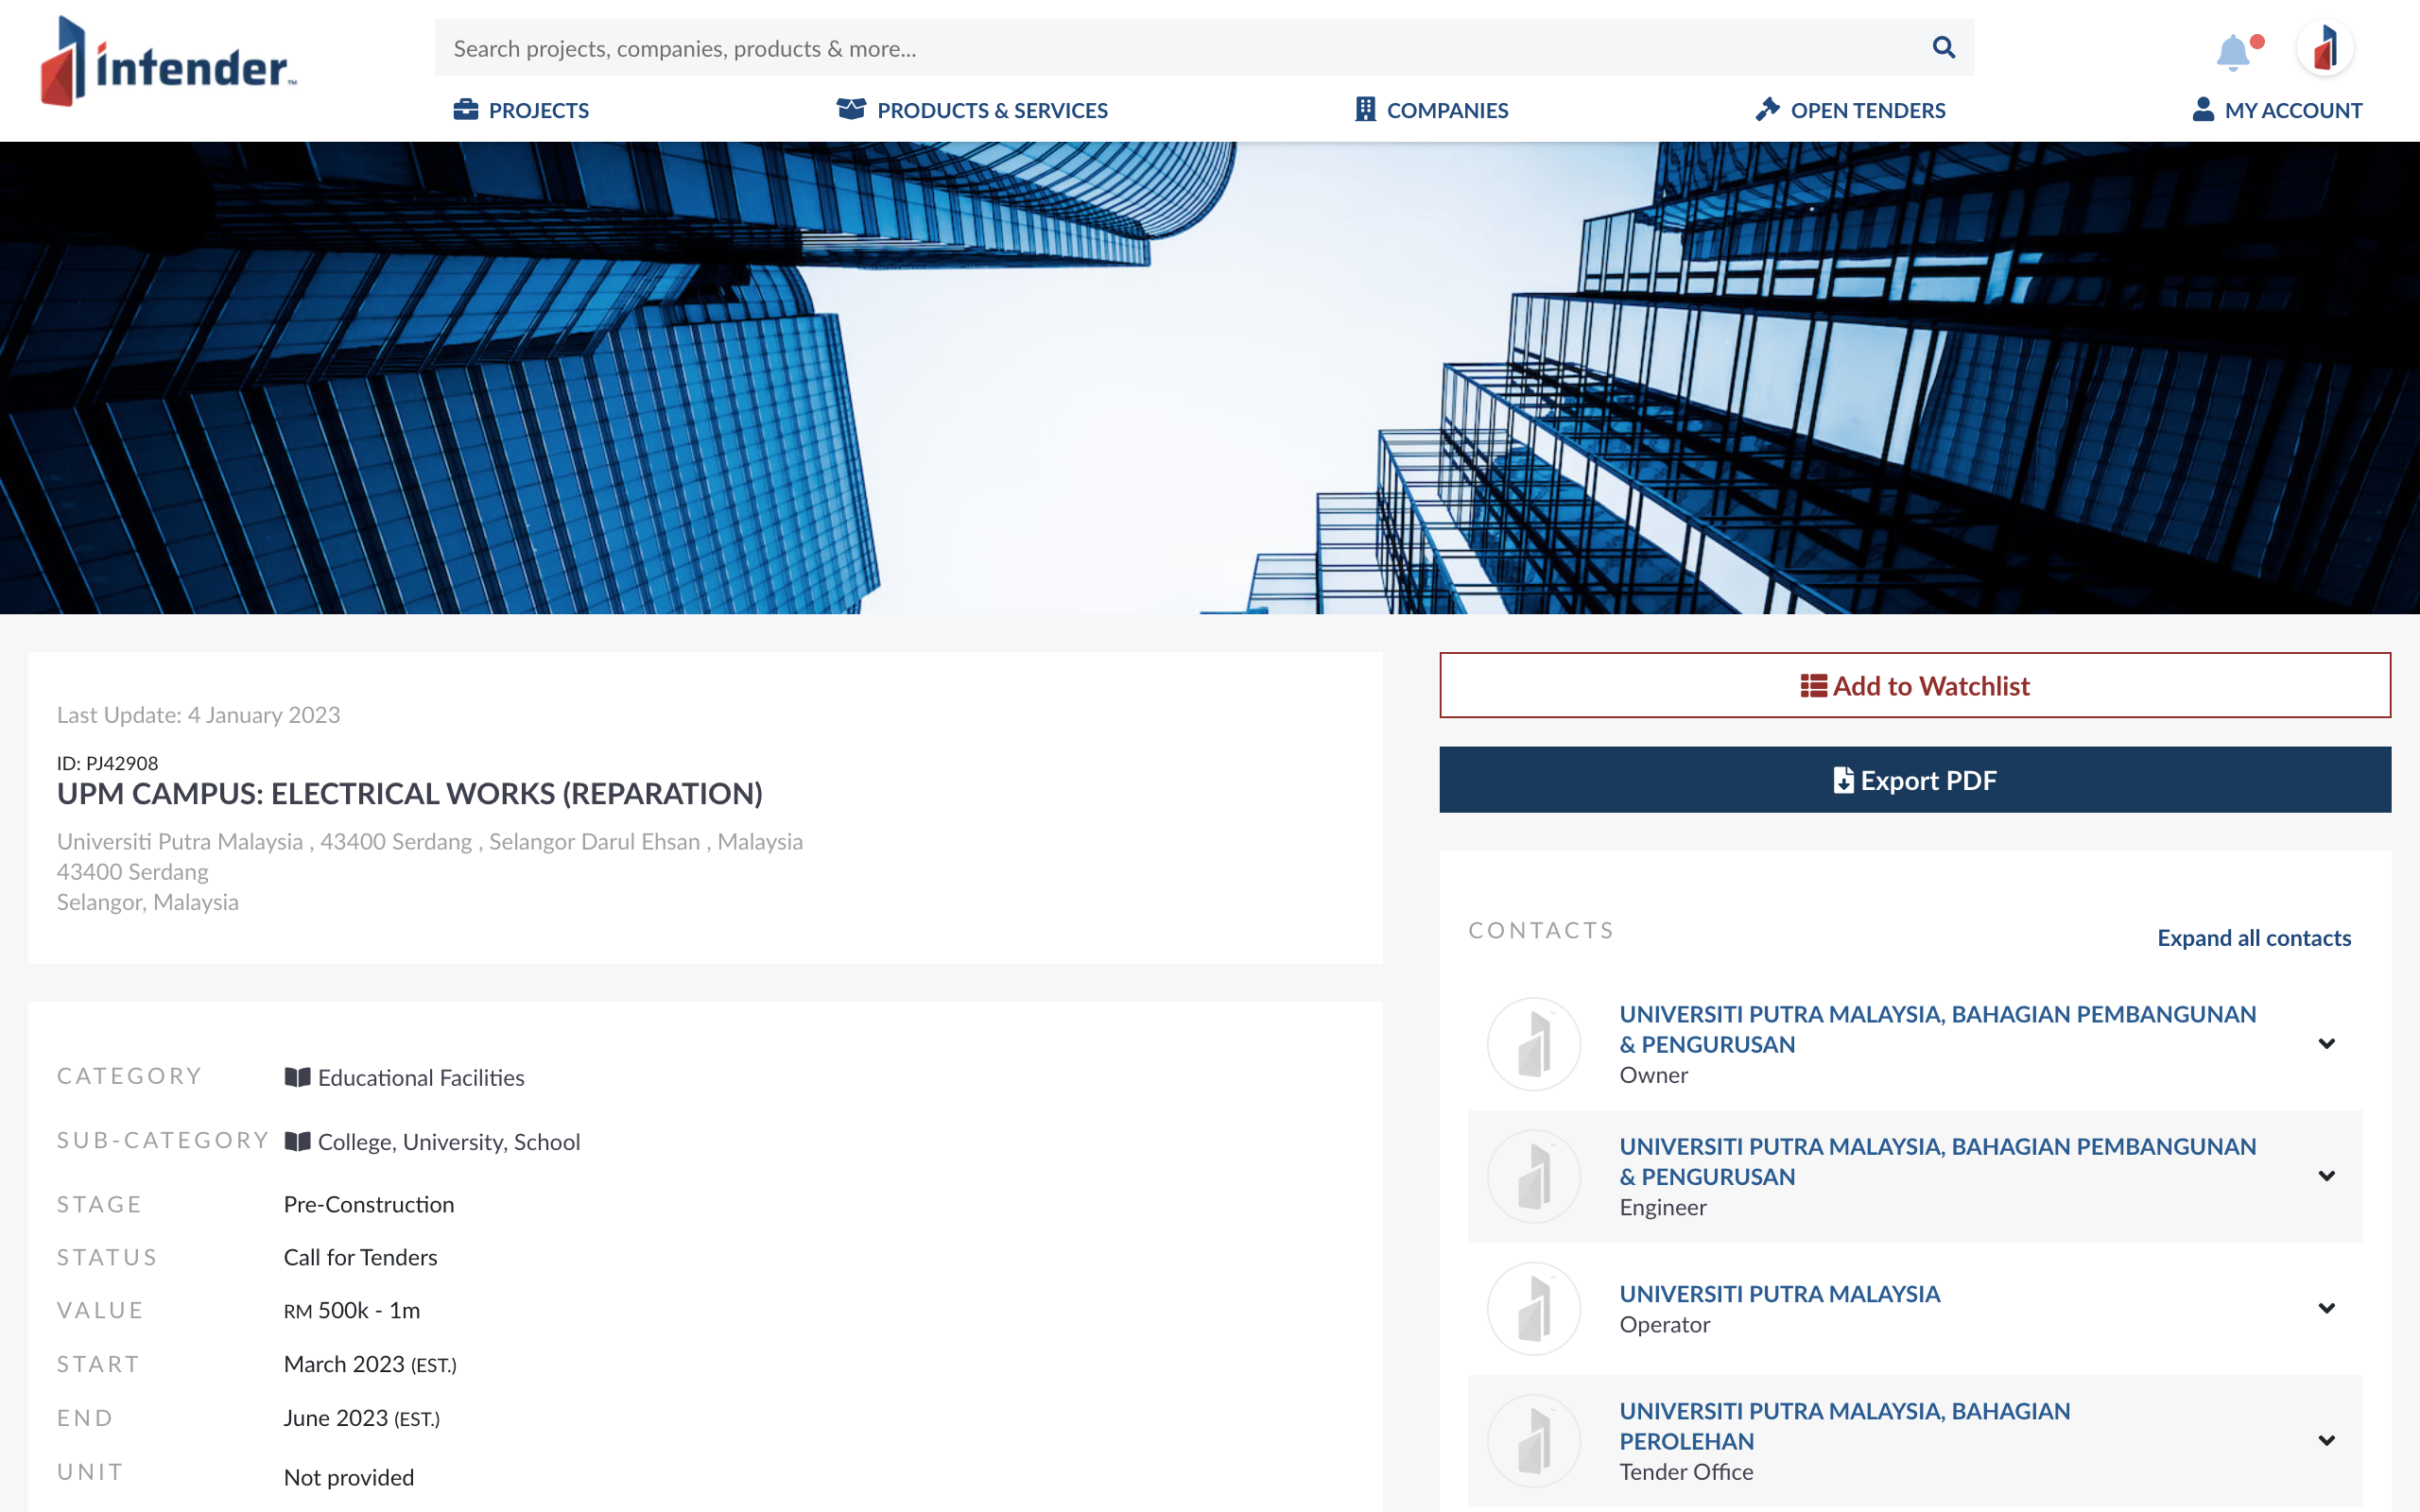 intender™
Search projects, companies, products & more...
PROJECTS
PRODUCTS & SERVICES
COMPANIES
OPEN TENDERS
MY ACCOUNT
Last Update: 4 January 2023
ID: PJ42908
UPM CAMPUS: ELECTRICAL WORKS (REPARATION)
Universiti Putra Malaysia , 43400 Serdang , Selangor Darul Ehsan , Malaysia
43400 Serdang
Selangor, Malaysia
CATEGORY Educational Facilities
SUB-CATEGORY College, University, School
STAGE Pre-Construction
STATUS Call for Tenders
VALUE RM 500k - 1m
START March 2023 (EST.)
END June 2023 (EST.)
UNIT Not provided
Add to Watchlist
Export PDF
CONTACTS
Expand all contacts
UNIVERSITI PUTRA MALAYSIA, BAHAGIAN PEMBANGUNAN
& PENGURUSAN
Owner
UNIVERSITI PUTRA MALAYSIA, BAHAGIAN PEMBANGUNAN
& PENGURUSAN
Engineer
UNIVERSITI PUTRA MALAYSIA
Operator
UNIVERSITI PUTRA MALAYSIA, BAHAGIAN
PEROLEHAN
Tender Office